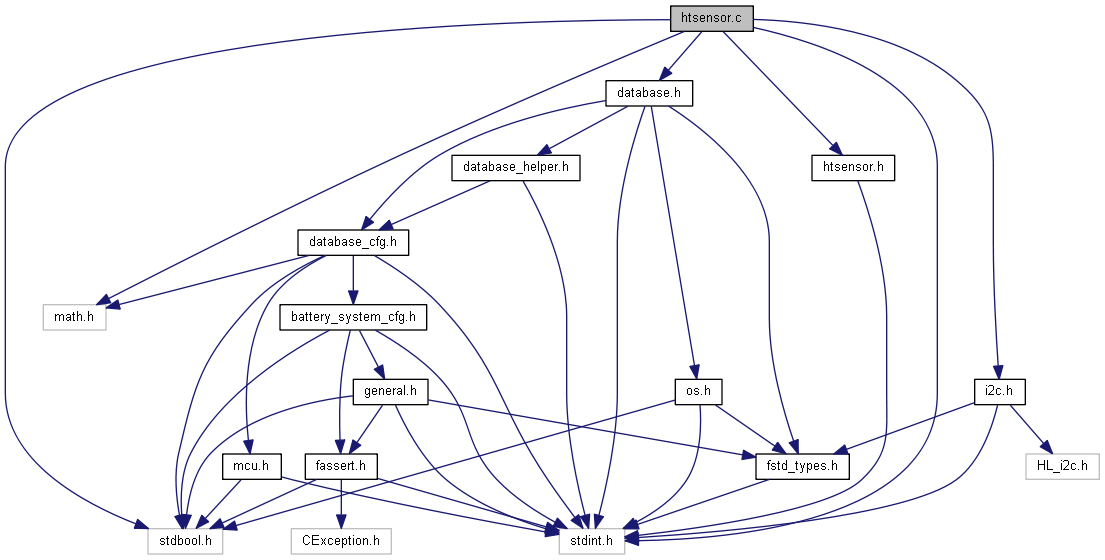 htsensor.c
database.h
database_helper.h
htsensor.h
database_cfg.h
math.h
battery_system_cfg.h
general.h
os.h
i2c.h
mcu.h
fassert.h
fstd_types.h
HL_i2c.h
stdbool.h
CException.h
stdint.h